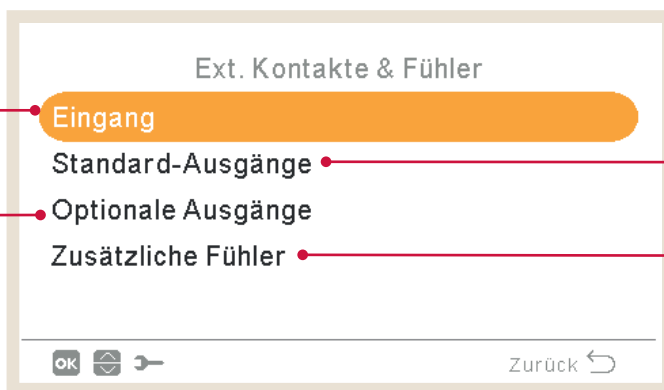 Ext. Kontakte & Fühler
Eingang
Standard-Ausgänge
Optionale Ausgänge
Zusätzliche Fühler
OK Zurück